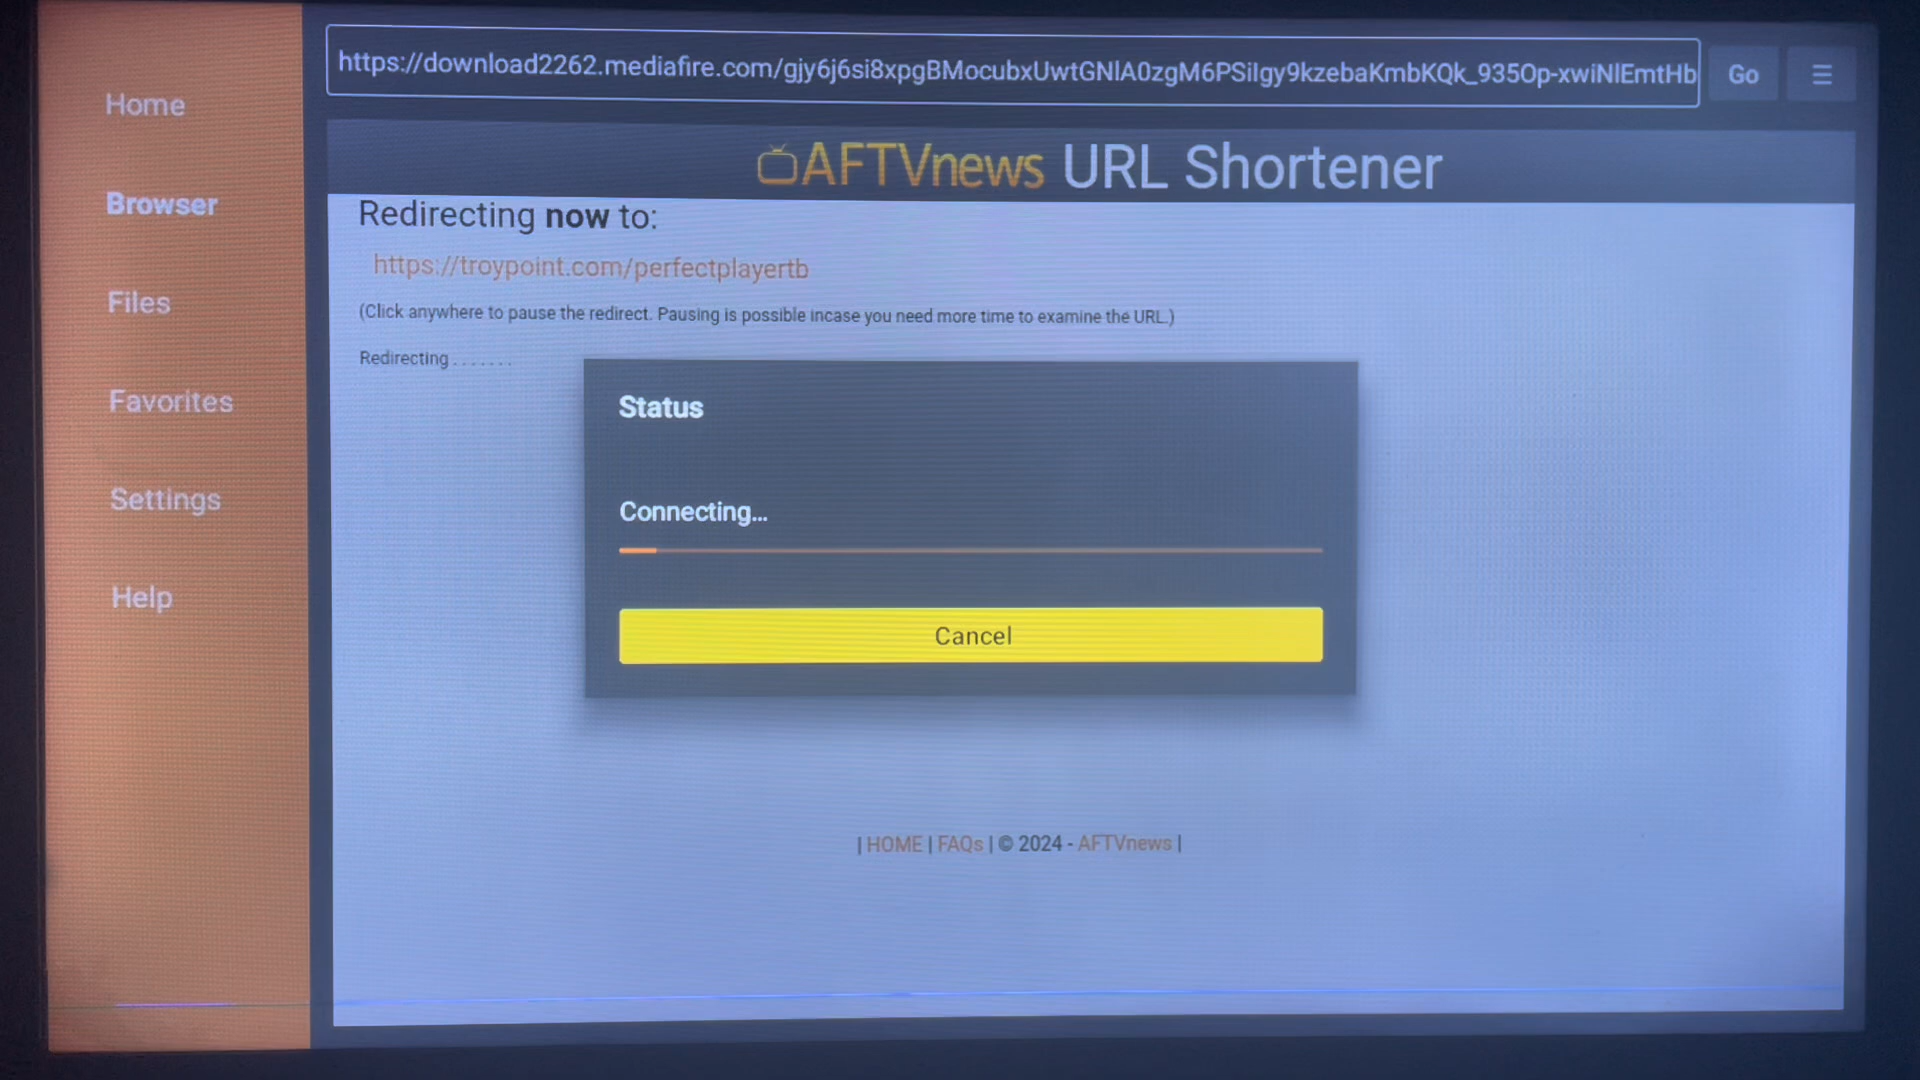 Home
Browser
Files
Favorites
Settings
Help
https://download2262.mediafire.com/gjy6j6si8xpgBMocubxUwtGNlA0zgM6PSiIgy9kzebaKmbKQk_935Op-xwiNlEmtHb
Go
AFTVnews URL Shortener
Redirecting now to:
https://troypoint.com/perfectplayertb
(Click anywhere to pause the redirect. Pausing is possible incase you need more time to examine the URL.)
Redirecting . . . . . . .
Status
Connecting...
Cancel
| HOME | FAQs | © 2024 - AFTVnews |